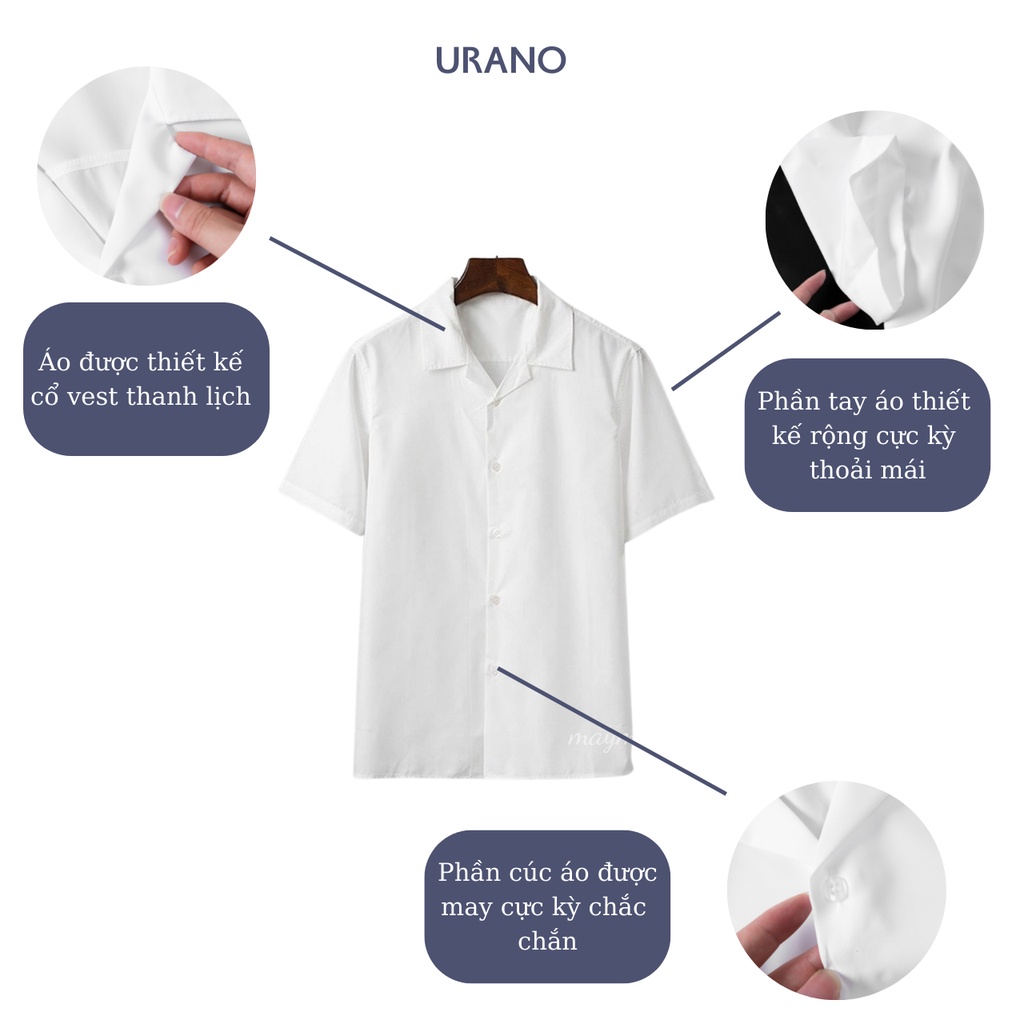 URANO
Áo được thiết kế
cổ vest thanh lịch
Phần tay áo thiết
kế rộng cực kỳ
thoải mái
Phần cúc áo được
may cực kỳ chắc
chắn